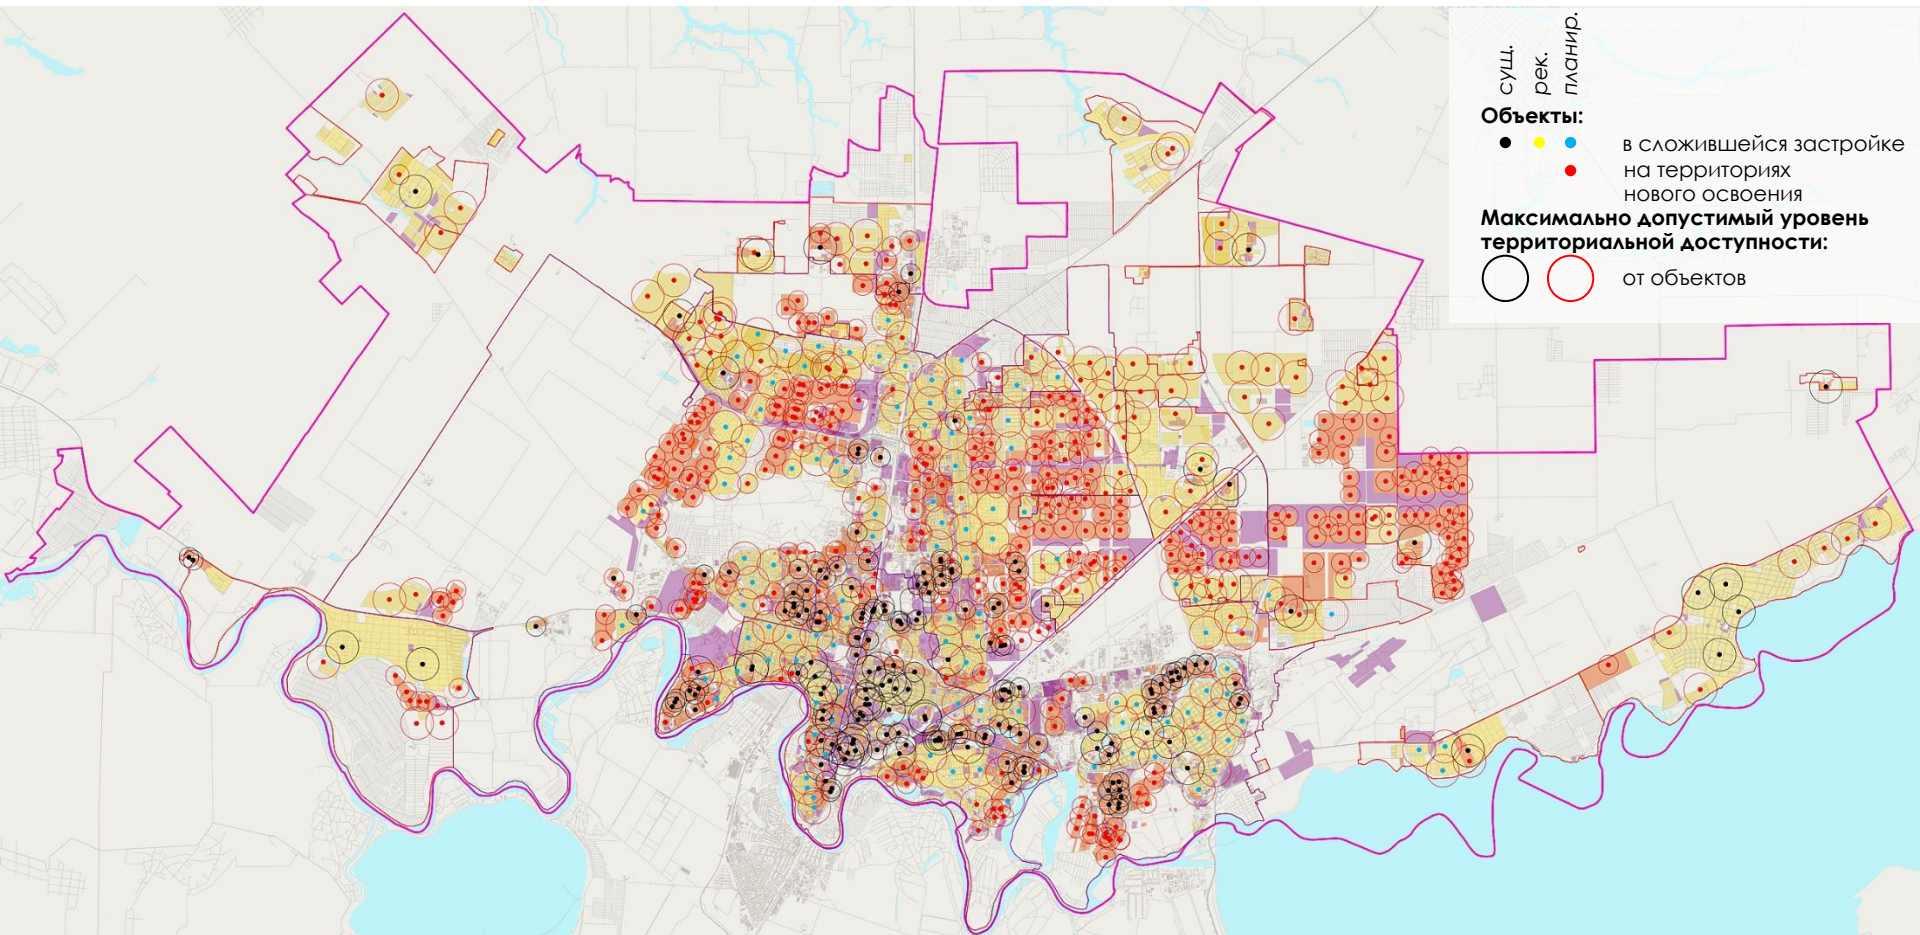 сущ.
рек.
планир.
Объекты:
в сложившейся застройке
на территориях
нового освоения
Максимально допустимый уровень
территориальной доступности:
от объектов